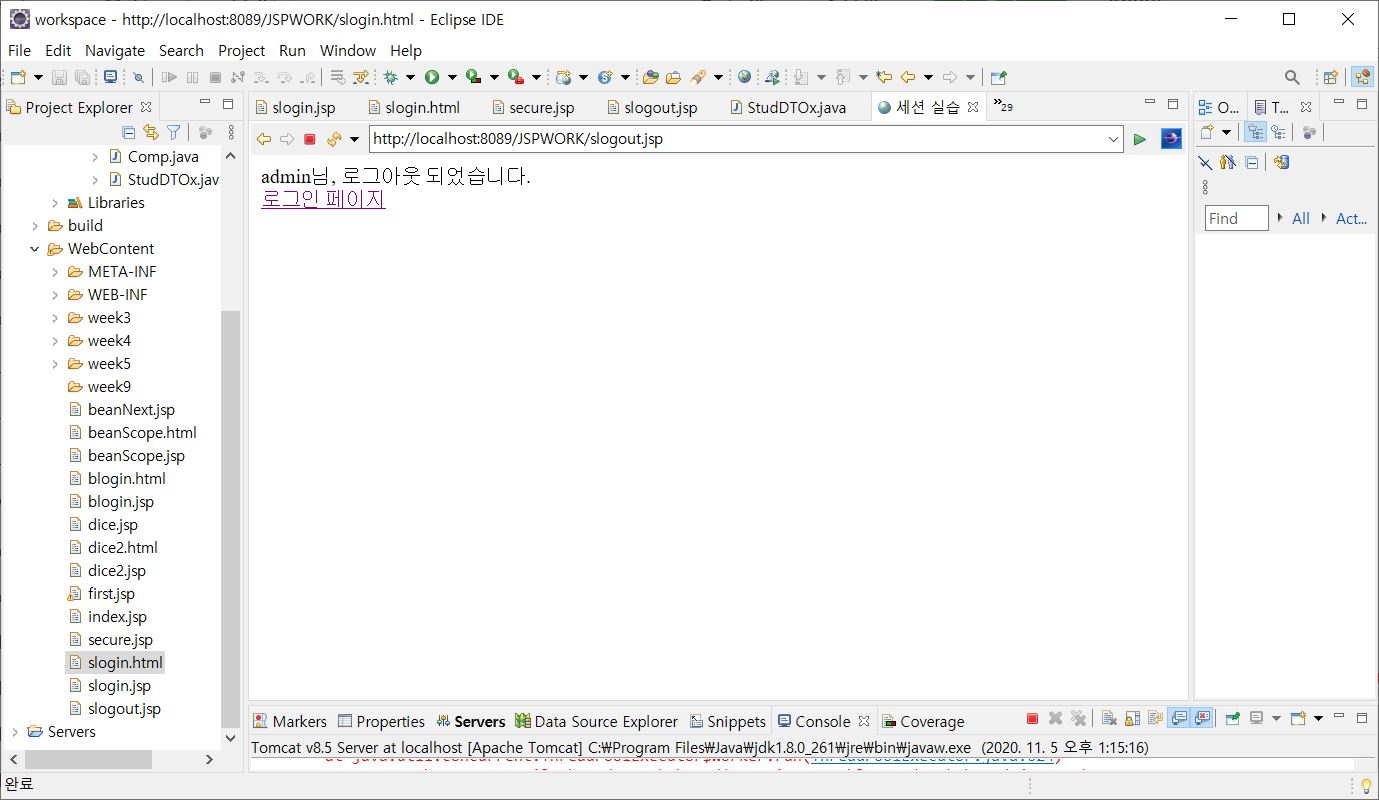 workspace - http://localhost:8089/JSPWORK/slogin.html - Eclipse IDE
File Edit Navigate Search Project Run Window Help
Project Explorer
slogin.jsp slogin.html secure.jsp slogout.jsp StudDTOx.java 세션 실습 »29
O... T...
http://localhost:8089/JSPWORK/slogout.jsp
admin님, 로그아웃 되었습니다.
로그인 페이지
Comp.java
StudDTOx.jav
Libraries
build
WebContent
META-INF
WEB-INF
week3
week4
week5
week9
beanNext.jsp
beanScope.html
beanScope.jsp
blogin.html
blogin.jsp
dice.jsp
dice2.html
dice2.jsp
first.jsp
index.jsp
secure.jsp
slogin.html
slogin.jsp
slogout.jsp
Servers
Find All Act...
Markers Properties Servers Data Source Explorer Snippets Console Coverage
Tomcat v8.5 Server at localhost [Apache Tomcat] C:₩Program Files₩Java₩jdk1.8.0_261₩jre₩bin₩javaw.exe (2020. 11. 5 오후 1:15:16)
완료